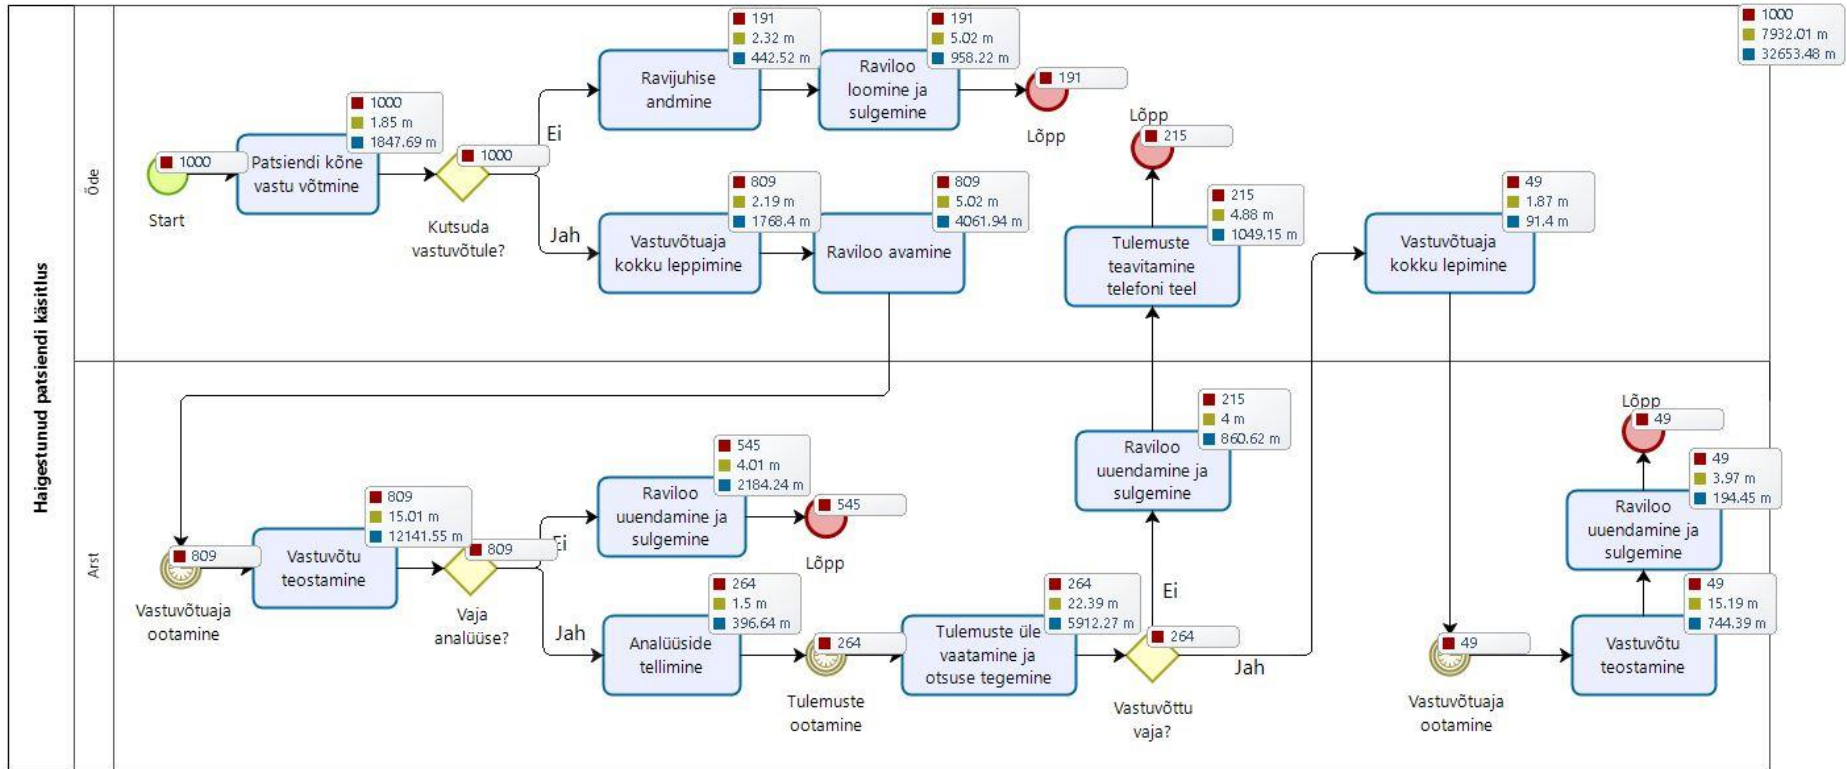 Haigestunud patsiendi käsitlus
Õde
1000
7932.01 m
32653.48 m
1000
Start
1000
1.85 m
1847.69 m
Patsiendi kõne
vastu võtmine
1000
Kutsuda
vastuvõtule?
Ei
191
2.32 m
442.52 m
Ravijuhise
andmine
191
5.02 m
958.22 m
Raviloo
loomine ja
sulgemine
191
Lõpp
Jah
809
2.19 m
1768.4 m
Vastuvõtuaja
kokku leppimine
809
5.02 m
4061.94 m
Raviloo avamine
Lõpp
215
215
4.88 m
1049.15 m
Tulemuste
teavitamine
telefoni teel
49
1.87 m
91.4 m
Vastuvõtuaja
kokku lepimine
Arst
809
Vastuvõtuaja
ootamine
809
15.01 m
12141.55 m
Vastuvõtu
teostamine
809
Vaja
analüüse?
Ei
545
4.01 m
2184.24 m
Raviloo
uuendamine ja
sulgemine
545
Lõpp
Jah
264
1.5 m
396.64 m
Analüüside
tellimine
264
Tulemuste
ootamine
264
22.39 m
5912.27 m
Tulemuste üle
vaatamine ja
otsuse tegemine
264
Vastuvõttu
vaja?
Ei
215
4 m
860.62 m
Raviloo
uuendamine ja
sulgemine
Jah
49
Vastuvõtuaja
ootamine
49
15.19 m
744.39 m
Vastuvõtu
teostamine
49
3.97 m
194.45 m
Raviloo
uuendamine ja
sulgemine
Lõpp
49